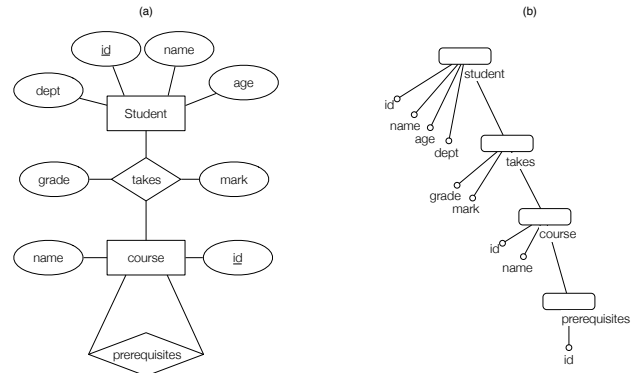 (a)
id
name
dept
age
Student
grade
takes
mark
name
course
id
prerequisites
(b)
student
id
name
age
dept
takes
grade
mark
course
id
name
prerequisites
id